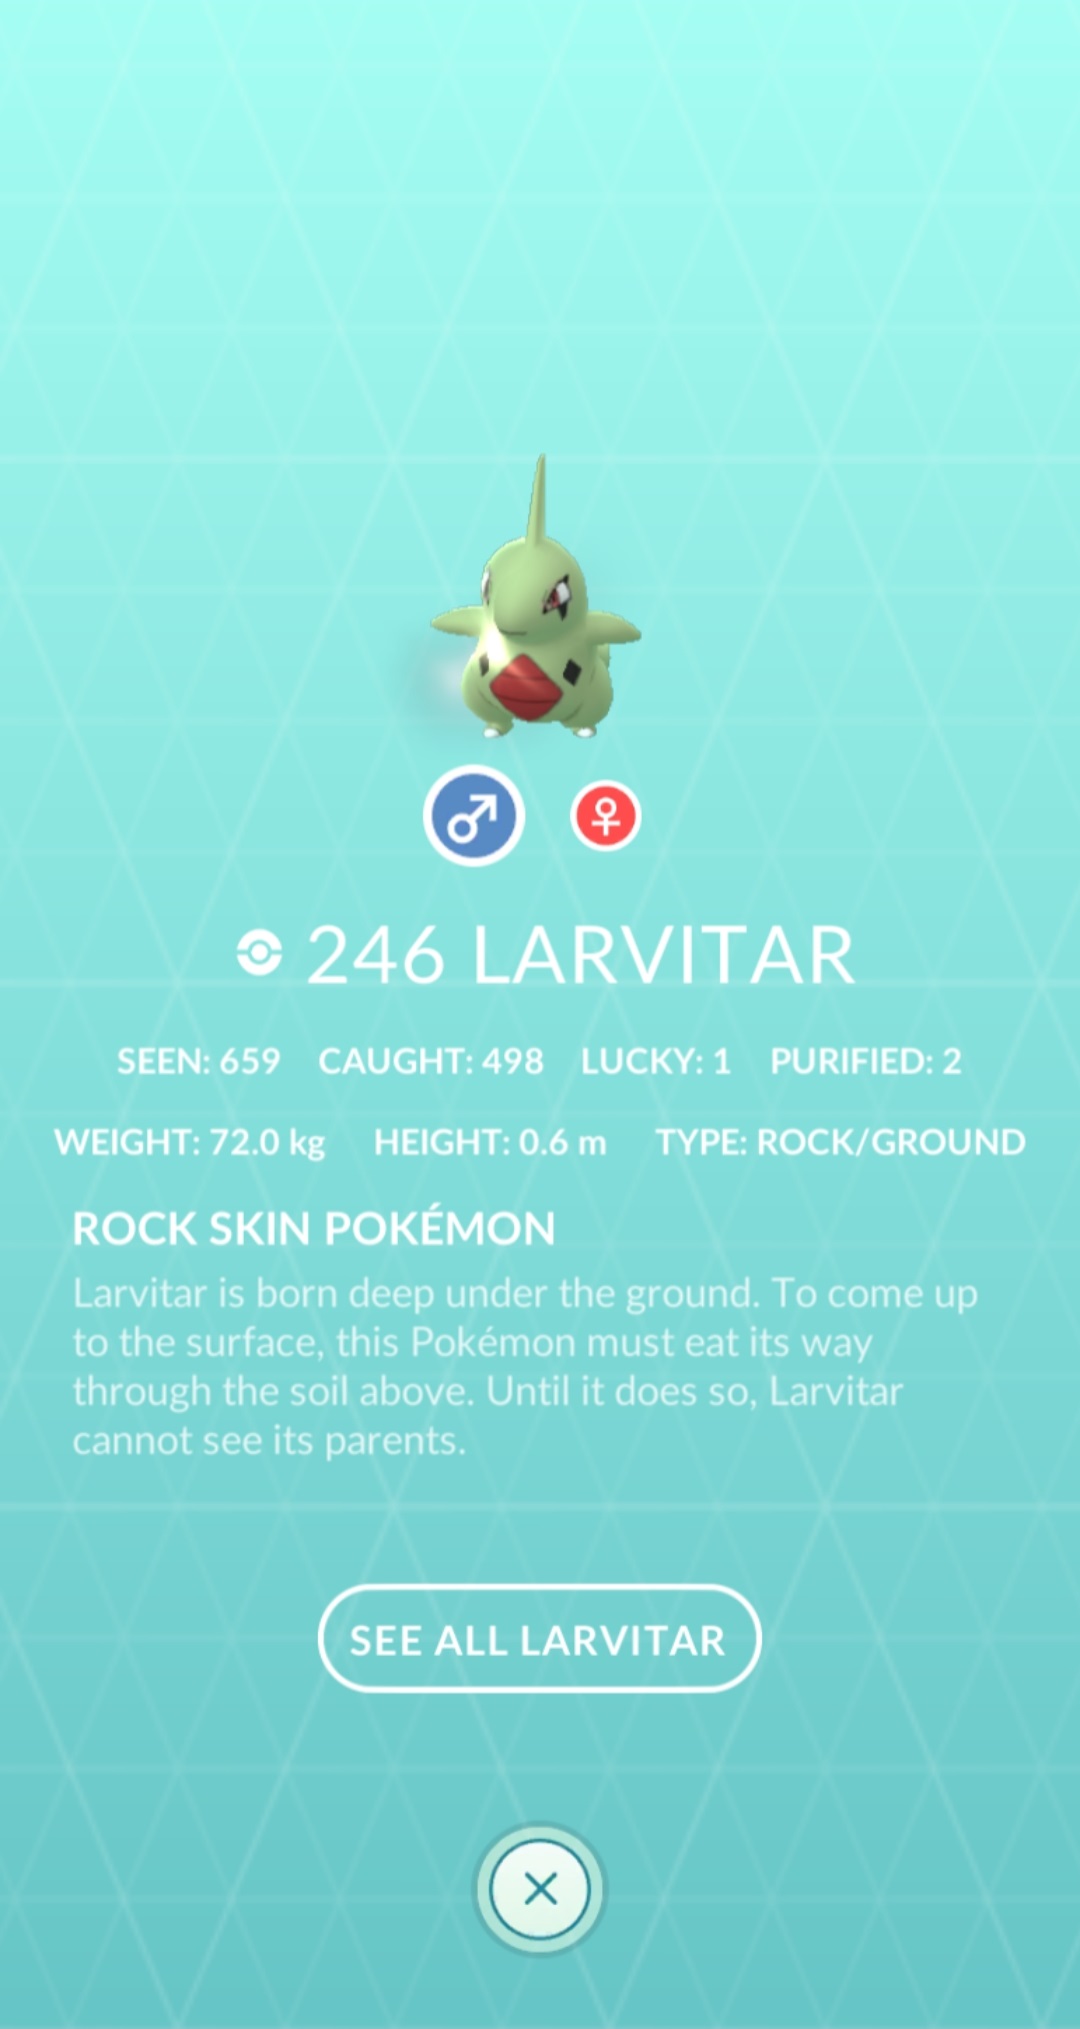 246 LARVITAR
SEEN: 659 CAUGHT: 498 LUCKY: 1 PURIFIED: 2
WEIGHT: 72.0 kg HEIGHT: 0.6 m TYPE: ROCK/GROUND
ROCK SKIN POKÉMON
Larvitar is born deep under the ground. To come up
to the surface, this Pokémon must eat its way
through the soil above. Until it does so, Larvitar
cannot see its parents.
SEE ALL LARVITAR